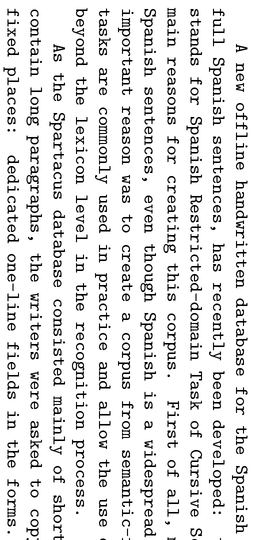 A new offline handwritten database for the Spanish
full Spanish sentences, has recently been developed:
stands for Spanish Restricted-domain Task of Cursive
main reasons for creating this corpus. First of all,
Spanish sentences, even though Spanish is a widespread
important reason was to create a corpus from semantic-
tasks are commonly used in practice and allow the use
beyond the lexicon level in the recognition process.
As the Spartacus database consisted mainly of short
contain long paragraphs, the writers were asked to
fixed places: dedicated one-line fields in the forms.